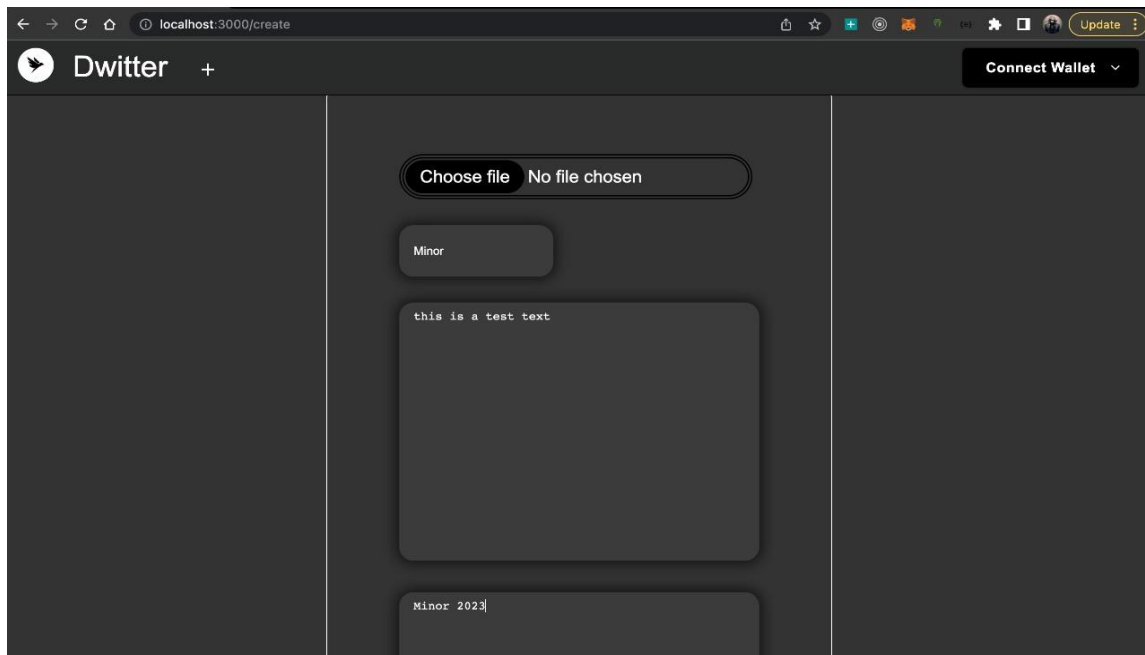 localhost:3000/create
Update
Dwitter +
Connect Wallet
Choose file No file chosen
Minor
this is a test text
Minor 2023